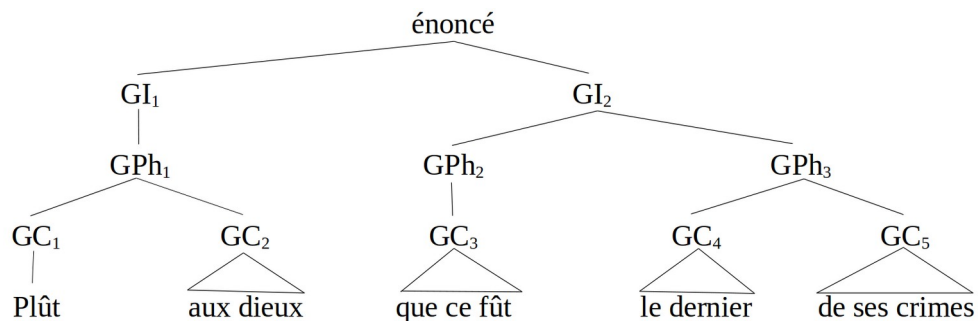 énoncé
GI₁ GI₂
GPh₁ GPh₂ GPh₃
GC₁ GC₂ GC₃ GC₄ GC₅
Plût aux dieux que ce fût le dernier de ses crimes